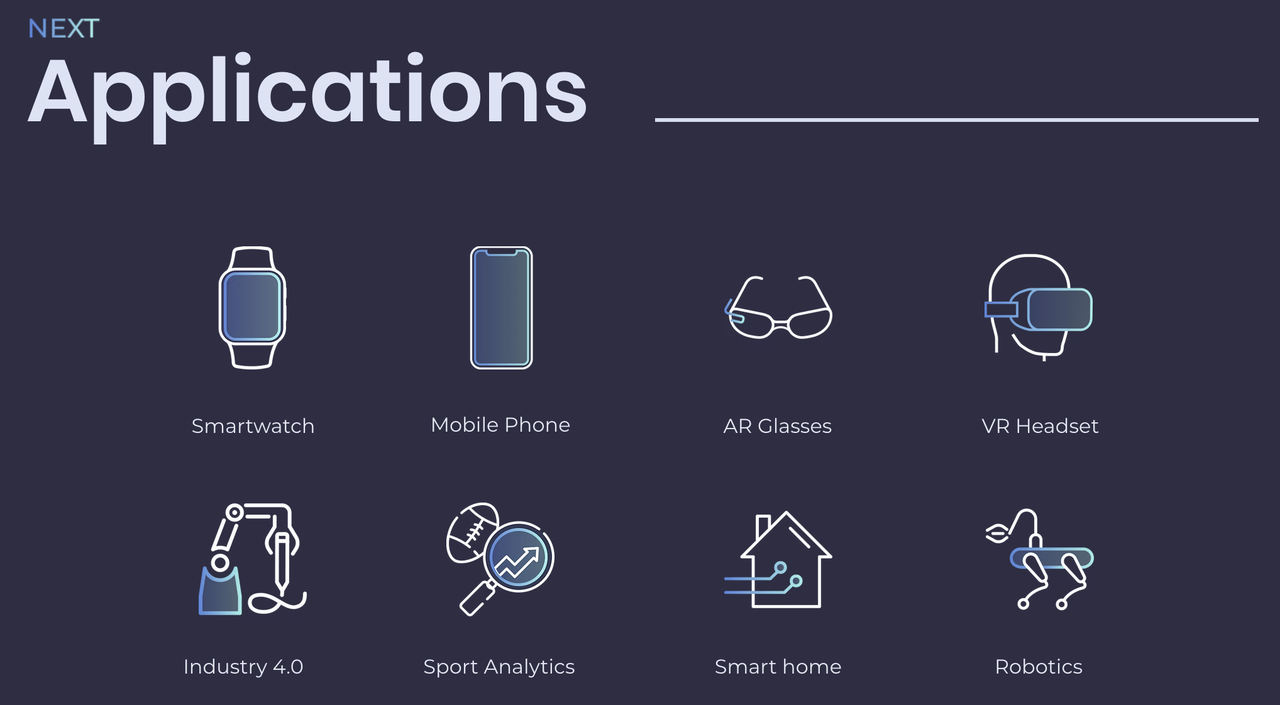 NEXT
Applications
Smartwatch
Mobile Phone
AR Glasses
VR Headset
Industry 4.0
Sport Analytics
Smart home
Robotics